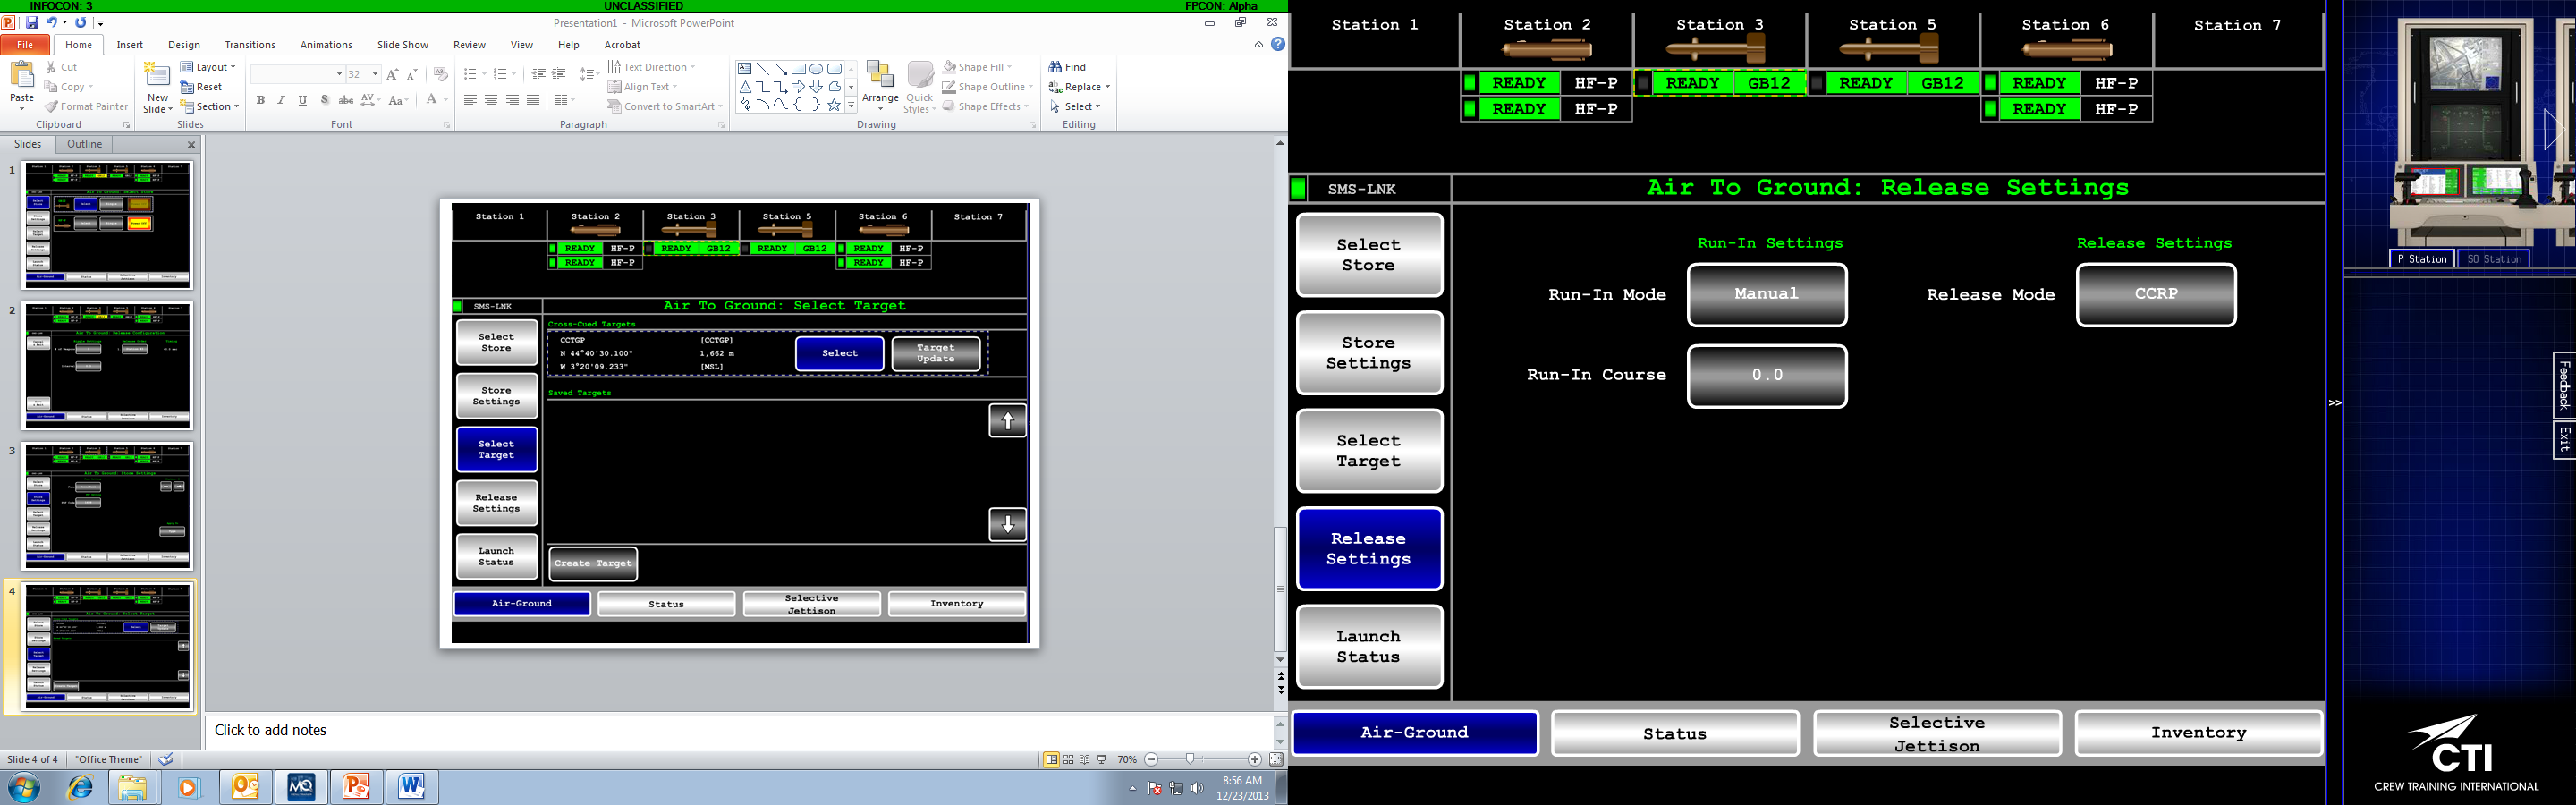 INFOCON: 3 UNCLASSIFIED FPCON: Alpha
Presentation1 - Microsoft PowerPoint
File Home Insert Design Transitions Animations Slide Show Review View Help Acrobat
Paste
Cut
Copy
Format Painter
Clipboard
New Slide
Layout
Reset
Section
Slides
32
Font
Text Direction
Align Text
Convert to SmartArt
Paragraph
Arrange
Quick Styles
Shape Fill
Shape Outline
Shape Effects
Drawing
Find
Replace
Select
Editing
Slides Outline
1
2
3
4
Station 1 Station 2 Station 3 Station 5 Station 6 Station 7
READY HF-P READY GB12 READY GB12 READY HF-P
READY HF-P READY HF-P
SMS-LNK Air To Ground: Select Target
Select Store
Store Settings
Select Target
Release Settings
Launch Status
Cross-Cued Targets
CCTGP [CCTGP]
N 44°40'30.100" 1,662 m
W 3°20'09.233" [MSL]
Select
Target Update
Saved Targets
Create Target
Air-Ground Status Selective Jettison Inventory
Click to add notes
Slide 4 of 4 "Office Theme" 70%
8:56 AM
12/23/2013
Station 1 Station 2 Station 3 Station 5 Station 6 Station 7
READY HF-P READY GB12 READY GB12 READY HF-P
READY HF-P READY HF-P
SMS-LNK Air To Ground: Release Settings
Select Store
Store Settings
Select Target
Release Settings
Launch Status
Run-In Settings Release Settings
Run-In Mode Manual Release Mode CCRP
Run-In Course 0.0
Air-Ground Status Selective Jettison Inventory
P Station SO Station
>>
Feedback
Exit
CTI
CREW TRAINING INTERNATIONAL